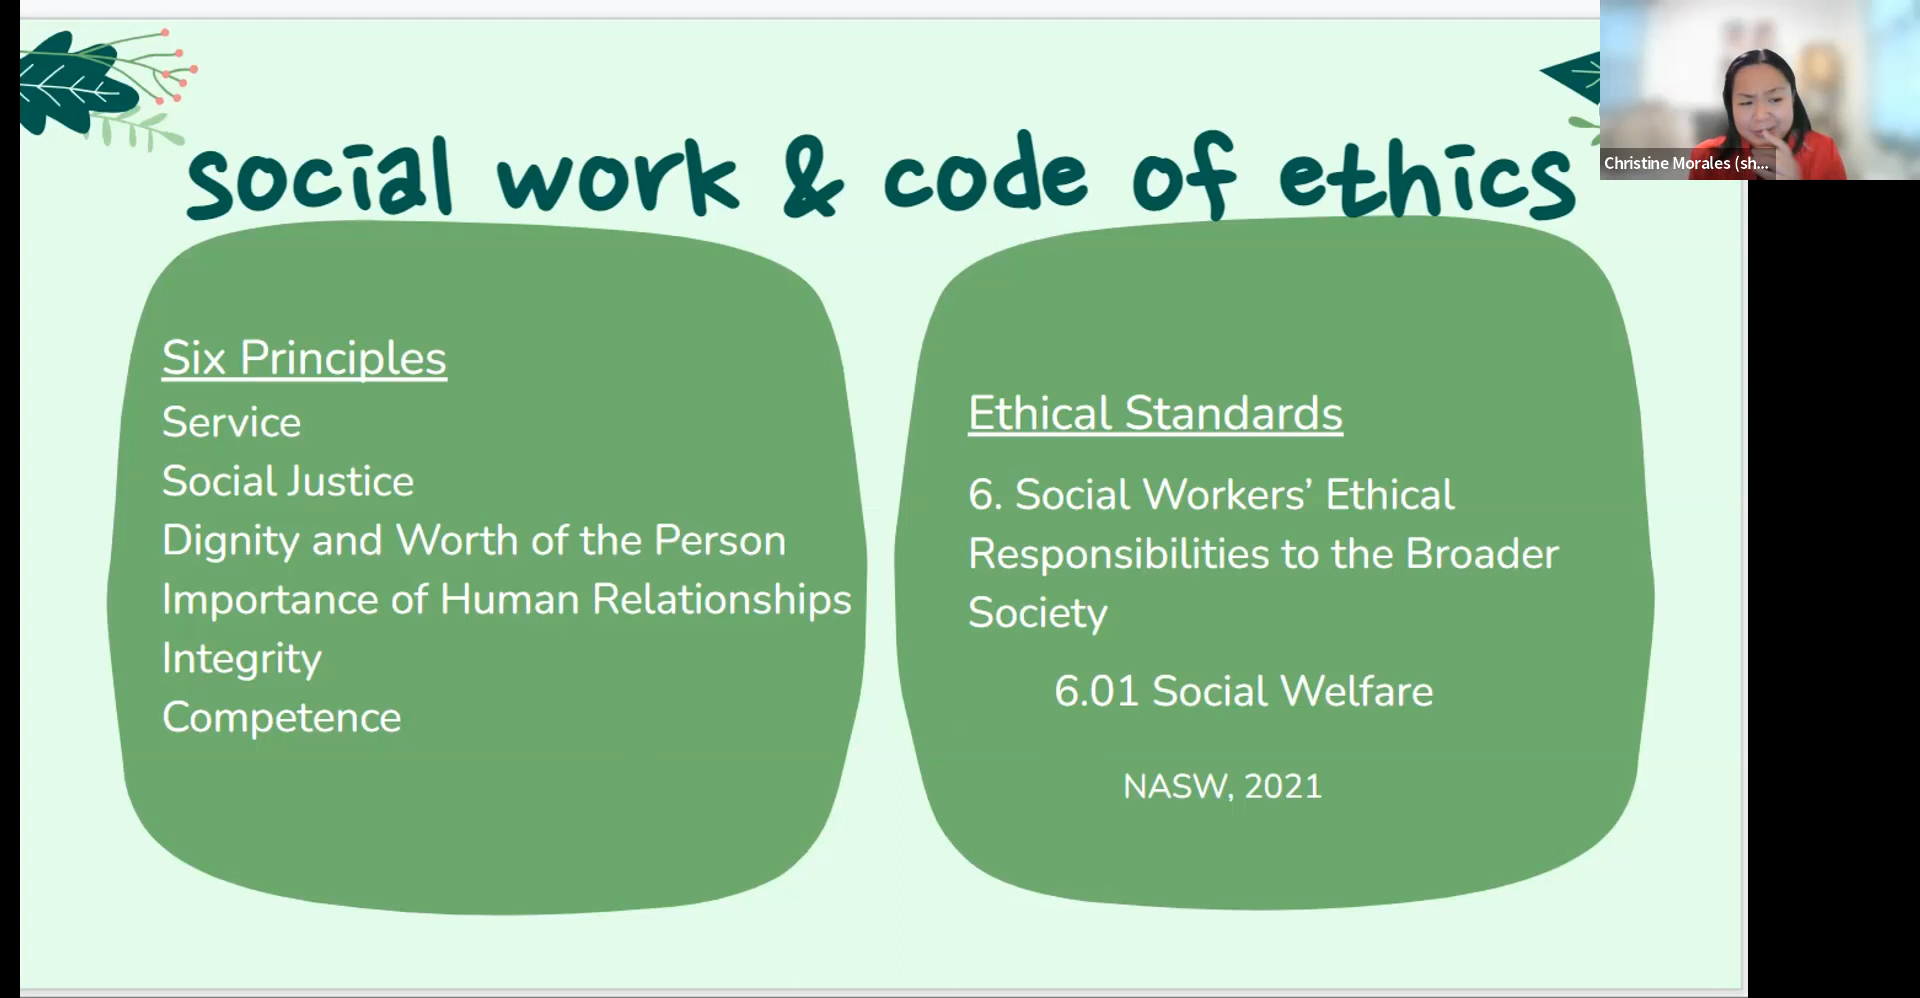 social work & code of ethics
Six Principles
Service
Social Justice
Dignity and Worth of the Person
Importance of Human Relationships
Integrity
Competence
Ethical Standards
6. Social Workers’ Ethical
Responsibilities to the Broader
Society
6.01 Social Welfare
NASW, 2021
Christine Morales (sh...